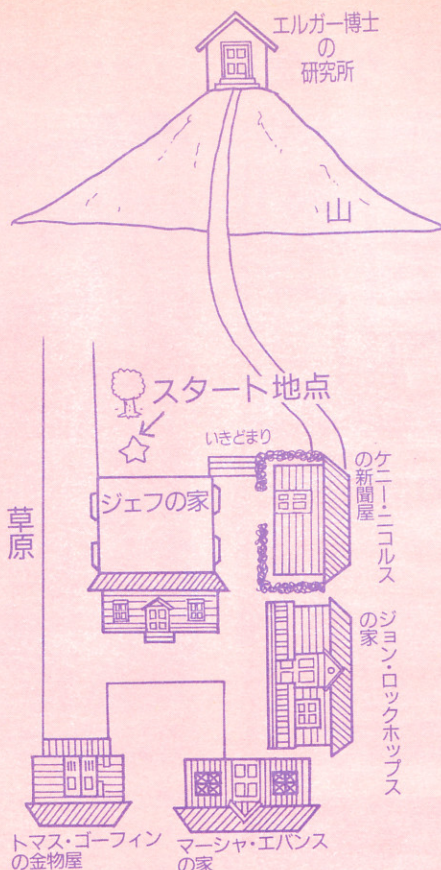 エルガー博士
の
研究所
山
スタート地点
いきどまり
ケニー・ニコルス
の新聞屋
ジェフの家
草原
ジョン・ロックホップス
の家
トマス・ゴーフィン
の金物屋
マーシャ・エバンス
の家